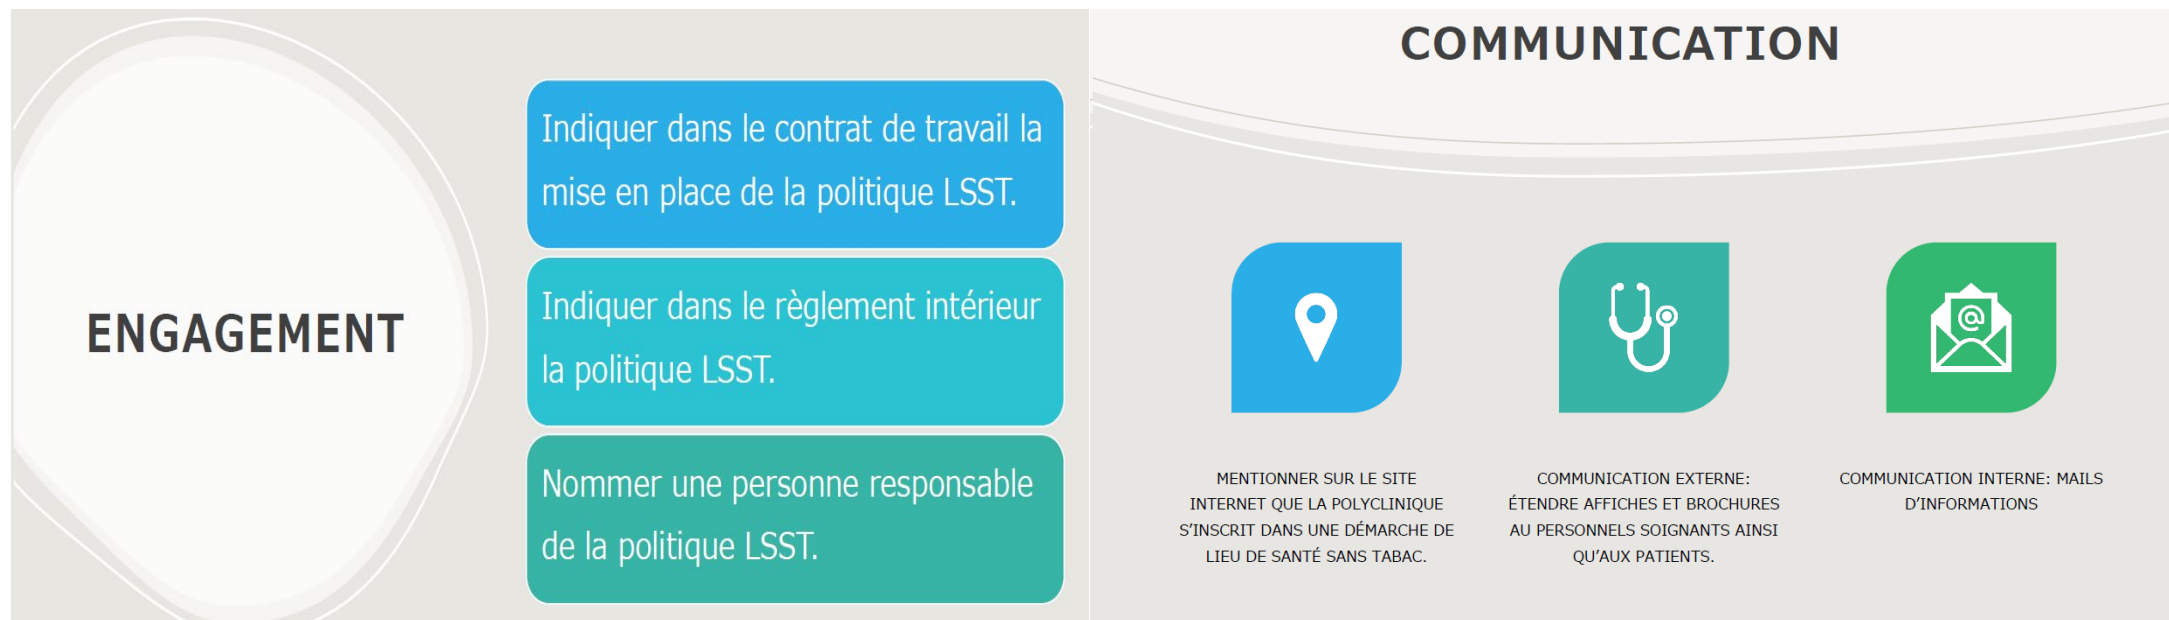 ENGAGEMENT
Indiquer dans le contrat de travail la
mise en place de la politique LSST.
Indiquer dans le règlement intérieur
la politique LSST.
Nommer une personne responsable
de la politique LSST.
COMMUNICATION
MENTIONNER SUR LE SITE
INTERNET QUE LA POLYCLINIQUE
S'INSCRIT DANS UNE DÉMARCHE DE
LIEU DE SANTÉ SANS TABAC.
COMMUNICATION EXTERNE:
ÉTENDRE AFFICHES ET BROCHURES
AU PERSONNELS SOIGNANTS AINSI
QU'AUX PATIENTS.
COMMUNICATION INTERNE: MAILS
D'INFORMATIONS